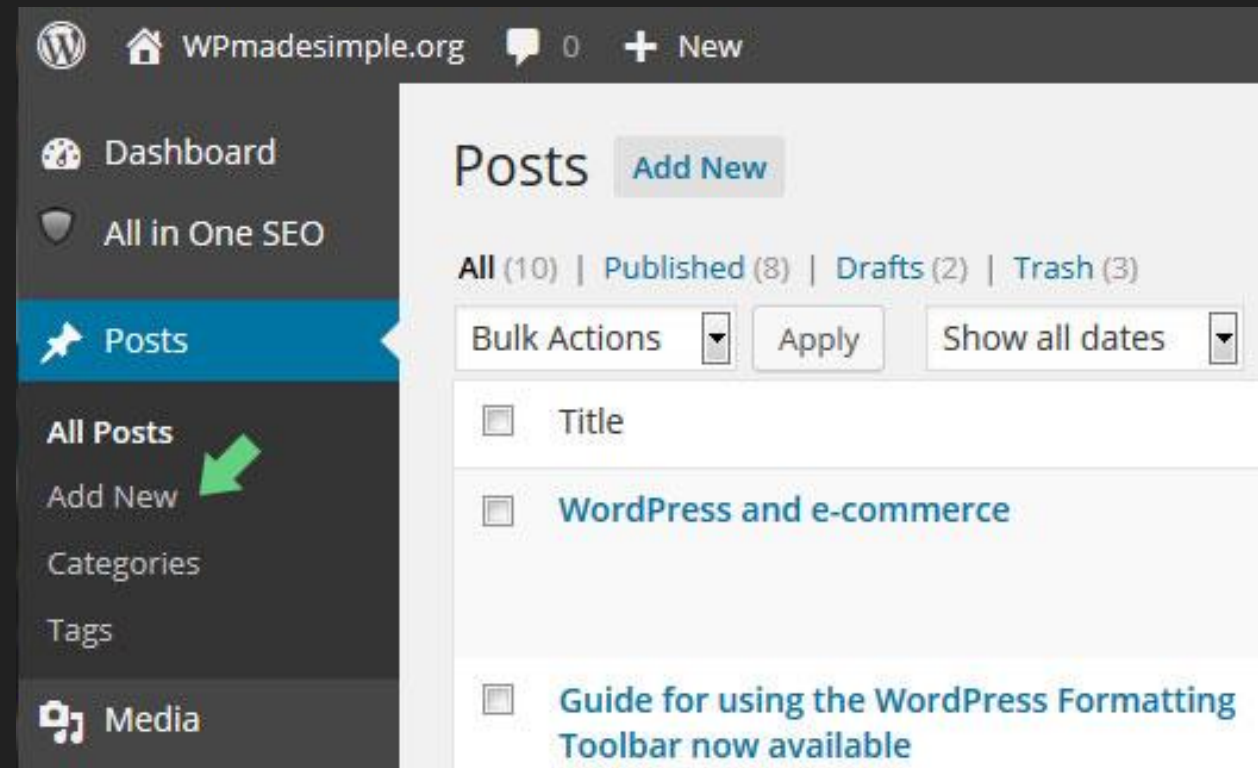 WPmadesimple.org 0 New
Dashboard
All in One SEO
Posts
All Posts
Add New
Categories
Tags
Media
Posts Add New
All (10) | Published (8) | Drafts (2) | Trash (3)
Bulk Actions Apply Show all dates
Title
WordPress and e-commerce
Guide for using the WordPress Formatting
Toolbar now available